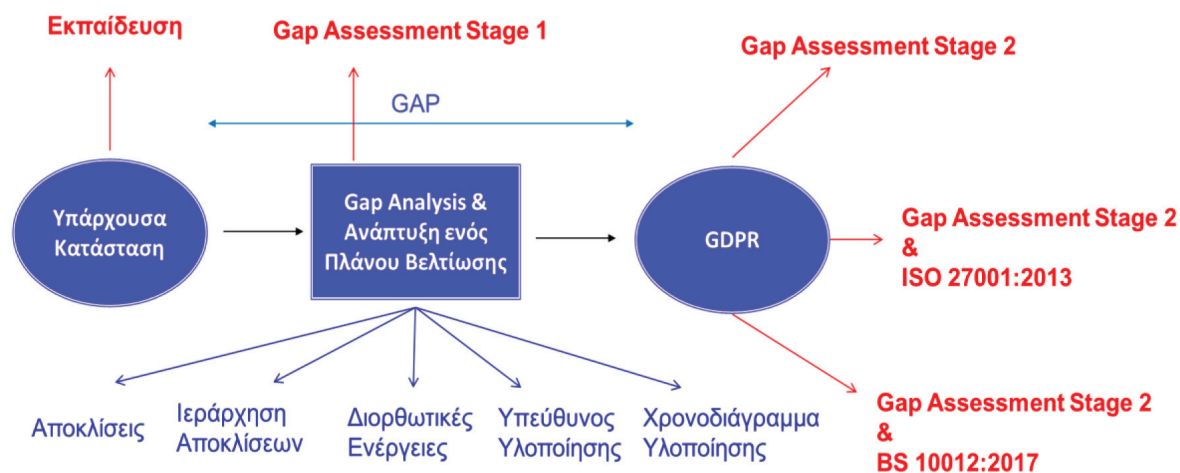 Εκπαίδευση
Gap Assessment Stage 1
Gap Assessment Stage 2
GAP
Υπάρχουσα
Κατάσταση
Gap Analysis &
Ανάπτυξη ενός
Πλάνου Βελτίωσης
GDPR
Gap Assessment Stage 2
&
ISO 27001:2013
Αποκλίσεις
Ιεράρχηση
Αποκλίσεων
Διορθωτικές
Ενέργειες
Υπεύθυνος
Υλοποίησης
Χρονοδιάγραμμα
Υλοποίησης
Gap Assessment Stage 2
&
BS 10012:2017